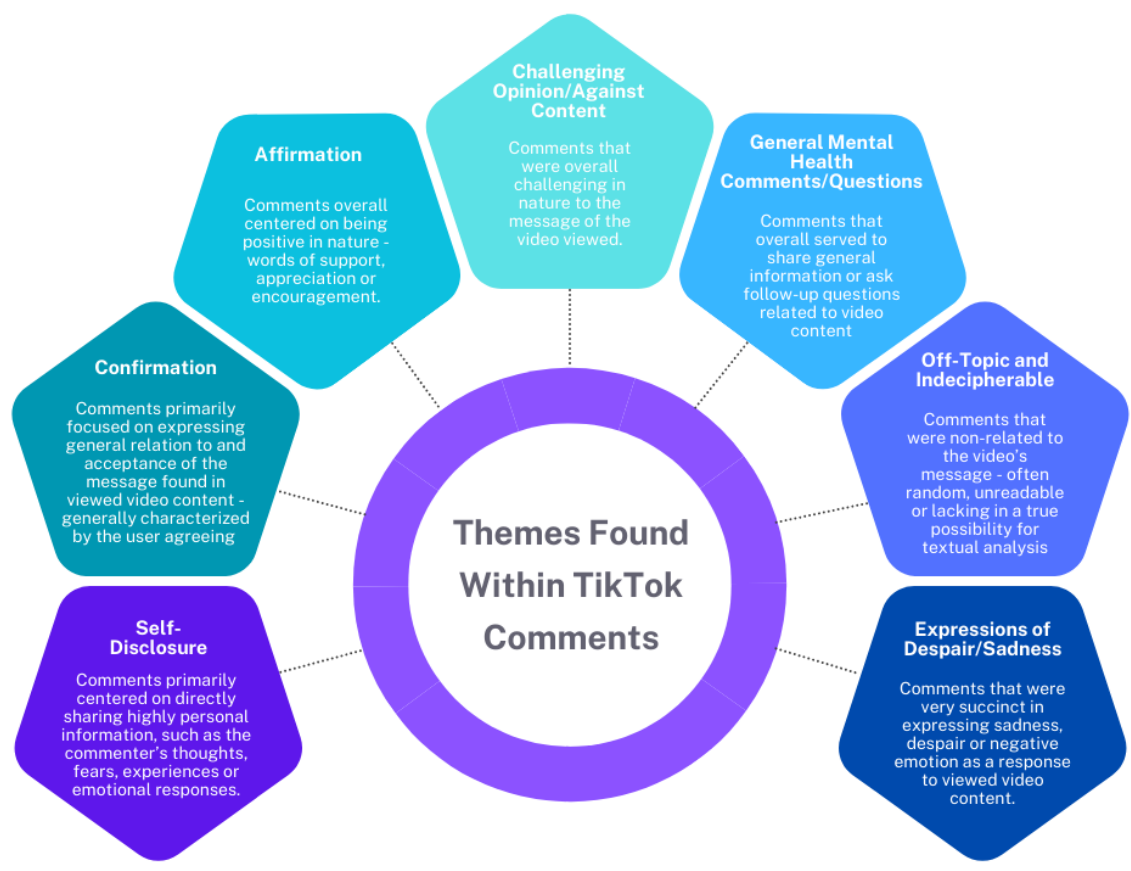 Challenging
Opinion/Against
Content
Comments that
were overall
challenging in
nature to the
message of the
video viewed.
Affirmation
Comments overall
centered on being
positive in nature -
words of support,
appreciation or
encouragement.
General Mental
Health
Comments/Questions
Comments that
overall served to
share general
information or ask
follow-up questions
related to video
content
Confirmation
Comments primarily
focused on expressing
general relation to and
acceptance of the
message found in
viewed video content -
generally characterized
by the user agreeing
Off-Topic and
Indecipherable
Comments that
were non-related to
the video's
message - often
random, unreadable
or lacking in a true
possibility for
textual analysis
Themes Found
Within TikTok
Comments
Self-
Disclosure
Comments primarily
centered on directly
sharing highly personal
information, such as the
commenter's thoughts,
fears, experiences or
emotional responses.
Expressions of
Despair/Sadness
Comments that were
very succinct in
expressing sadness,
despair or negative
emotion as a response
to viewed video
content.